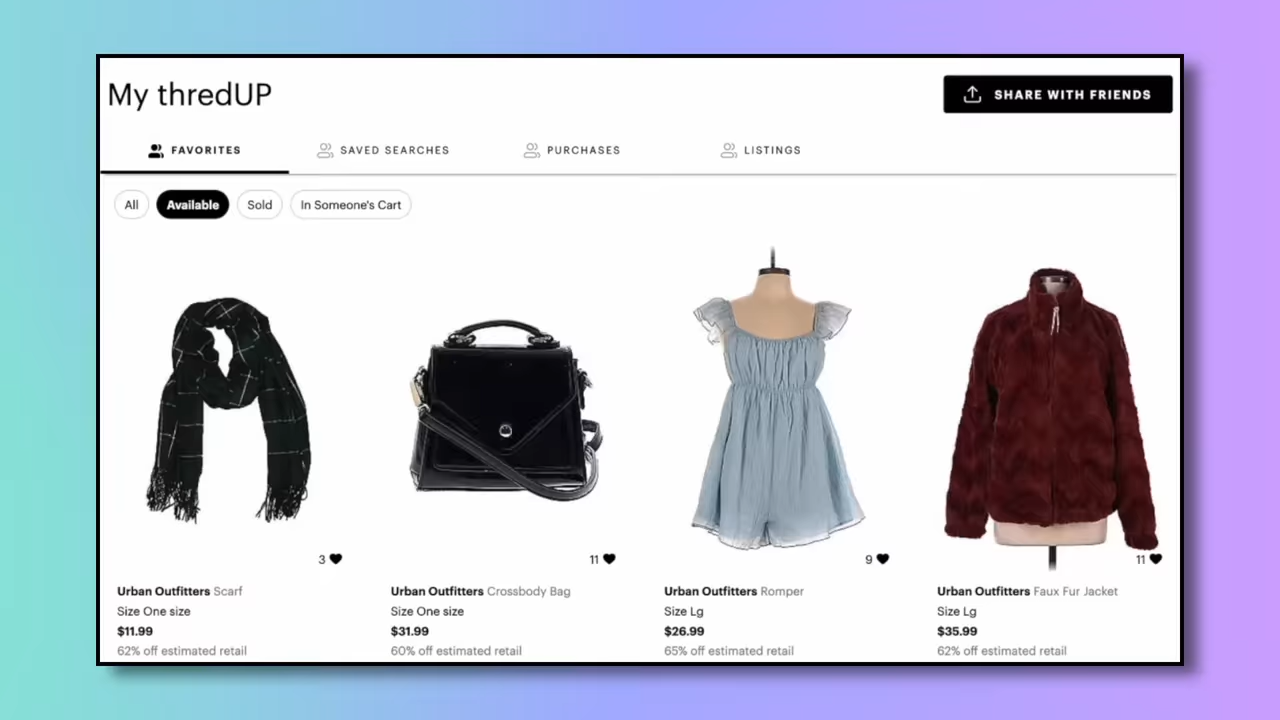 My thredUP
SHARE WITH FRIENDS
FAVORITES
SAVED SEARCHES
PURCHASES
LISTINGS
All
Available
Sold
In Someone's Cart
3
11
9
11
Urban Outfitters Scarf
Size One size
$11.99
62% off estimated retail
Urban Outfitters Crossbody Bag
Size One size
$31.99
60% off estimated retail
Urban Outfitters Romper
Size Lg
$26.99
65% off estimated retail
Urban Outfitters Faux Fur Jacket
Size Lg
$35.99
62% off estimated retail